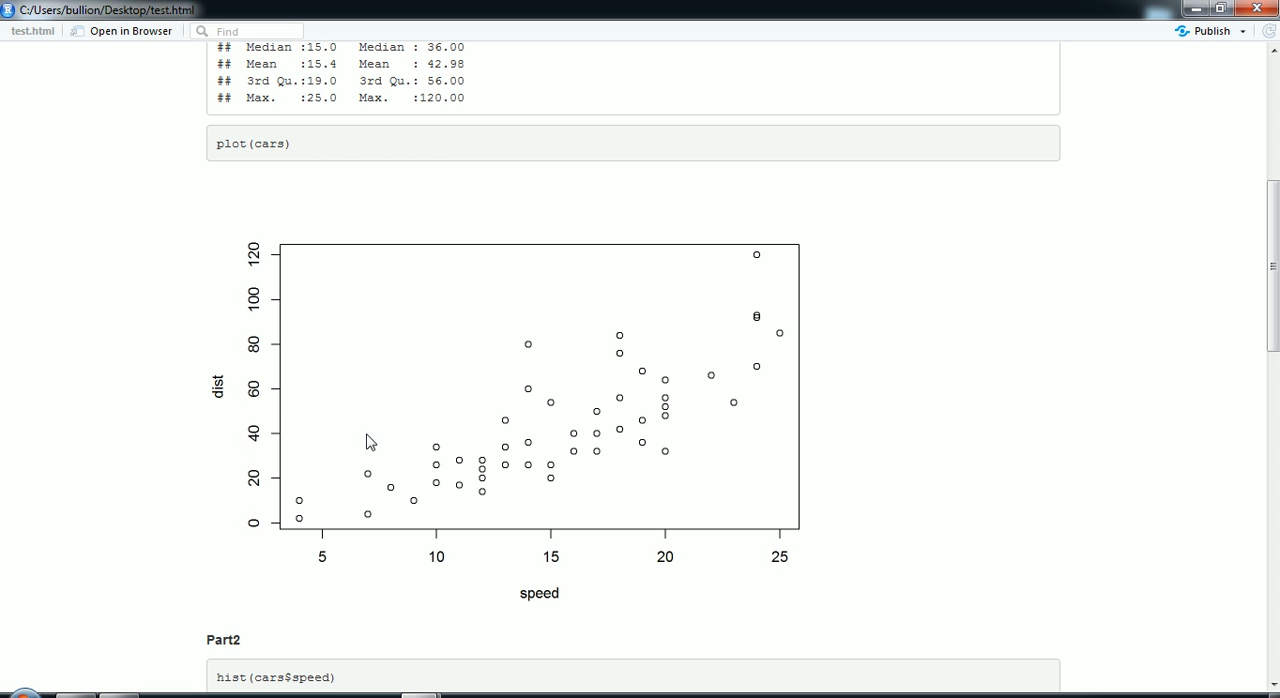 C:/Users/bullion/Desktop/test.html
test.html Open in Browser Find Publish
## Median :15.0 Median : 36.00
## Mean :15.4 Mean : 42.98
## 3rd Qu.:19.0 3rd Qu.: 56.00
## Max. :25.0 Max. :120.00
plot(cars)
120
100
80
60
40
20
0
dist
5 10 15 20 25
speed
Part2
hist(cars$speed)